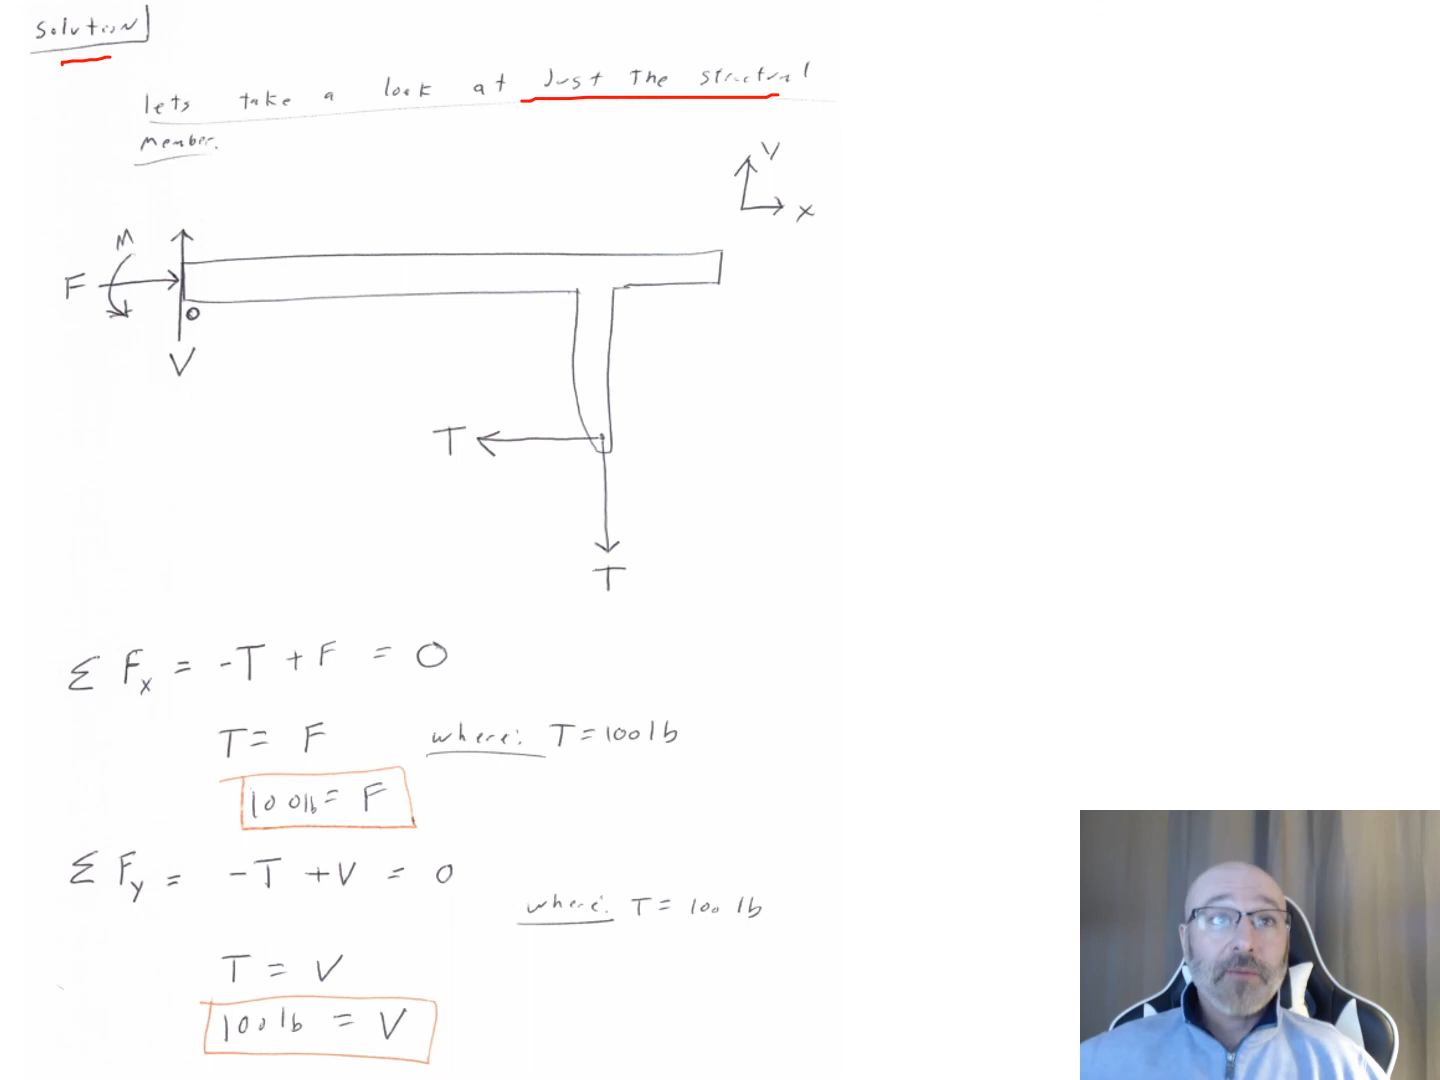 Solution
lets take a look at Just the structural
member.
Y
X
M
F
O
V
T
T
Σ Fx = -T + F = 0
T = F where: T = 100 lb
100 lb = F
Σ Fy = -T + V = 0
where: T = 100 lb
T = V
100 lb = V